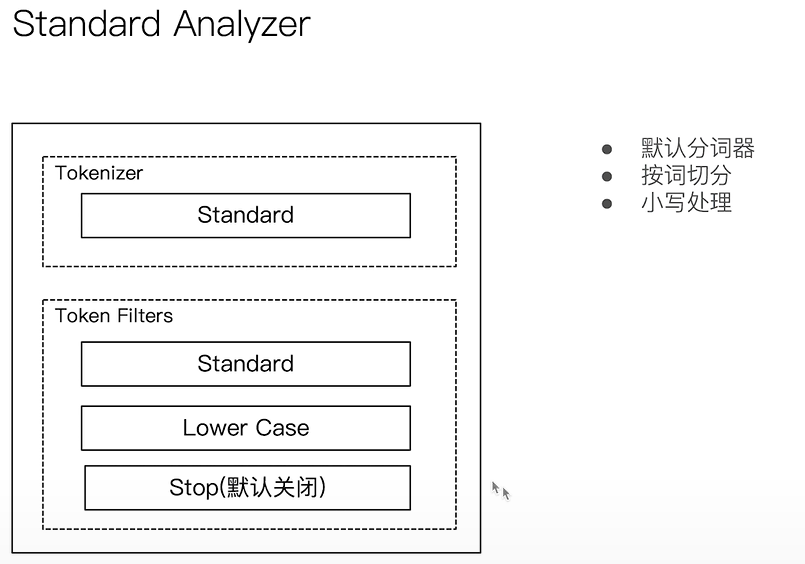 Standard Analyzer
Tokenizer
Standard
Token Filters
Standard
Lower Case
Stop(默认关闭)
默认分词器
按词切分
小写处理